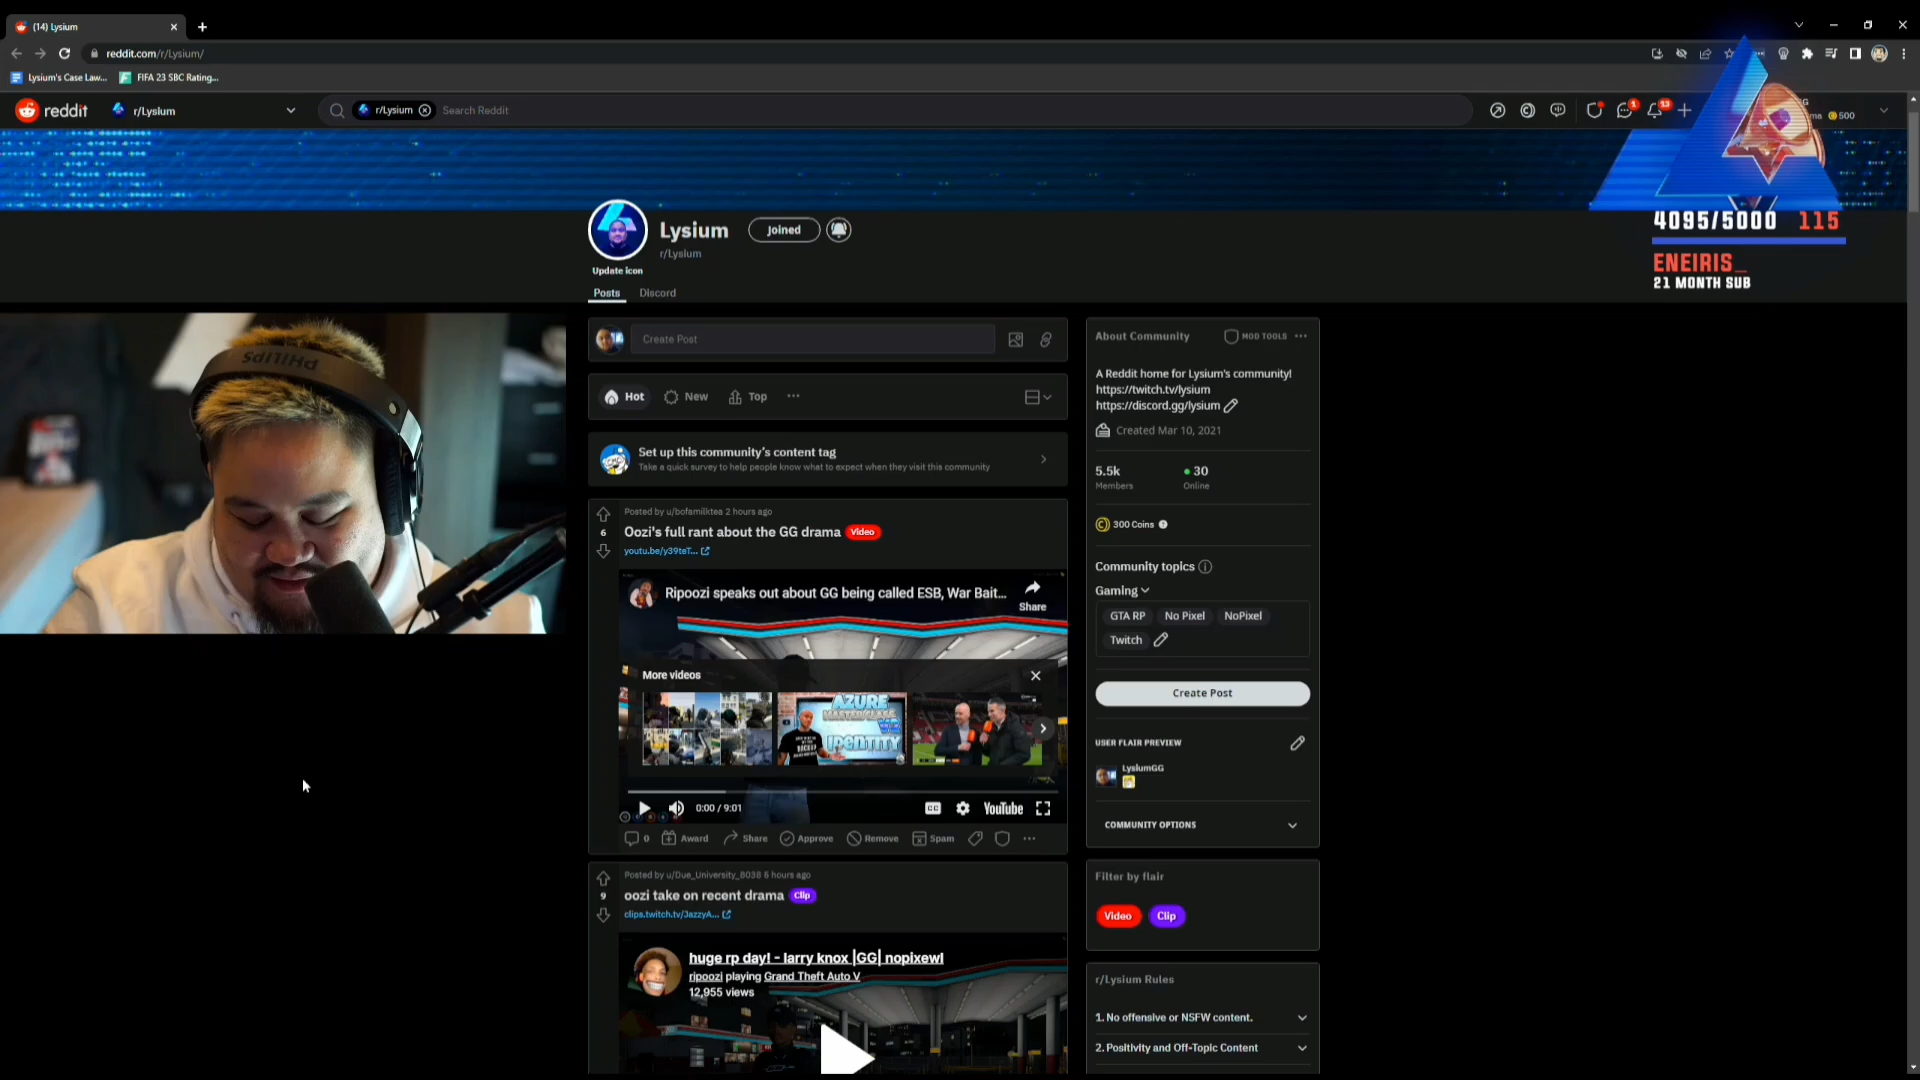 (14) Lysium
reddit.com/r/Lysium/
Lysium's Case Law...
FIFA 23 SBC Rating...
reddit
r/Lysium
r/Lysium
Search Reddit
1
13
500
Lysium
Joined
r/Lysium
Update icon
Posts
Discord
4095/5000 115
ENEIRIS_
21 MONTH SUB
PHILIPS
Create Post
Hot
New
Top
Set up this community's content tag
Take a quick survey to help people know what to expect when they visit this community
Posted by u/bofamilktea 2 hours ago
6
Oozi's full rant about the GG drama
Video
youtu.be/y39teT...
Ripoozi speaks out about GG being called ESB, War Bait...
Share
More videos
AZURE
MASTER CLASS
IDENTITY
0:00 / 9:01
CC
YouTube
0
Award
Share
Approve
Remove
Spam
Posted by u/Due_University_8038 6 hours ago
9
oozi take on recent drama
Clip
clips.twitch.tv/JazzyA...
huge rp day! - larry knox |GG| nopixewl
ripoozi playing Grand Theft Auto V
12,955 views
About Community
MOD TOOLS
A Reddit home for Lysium's community!
https://twitch.tv/lysium
https://discord.gg/lysium
Created Mar 10, 2021
5.5k
30
Members
Online
300 Coins
Community topics
Gaming
GTA RP
No Pixel
NoPixel
Twitch
Create Post
USER FLAIR PREVIEW
LysiumGG
COMMUNITY OPTIONS
Filter by flair
Video
Clip
r/Lysium Rules
1. No offensive or NSFW content.
2. Positivity and Off-Topic Content